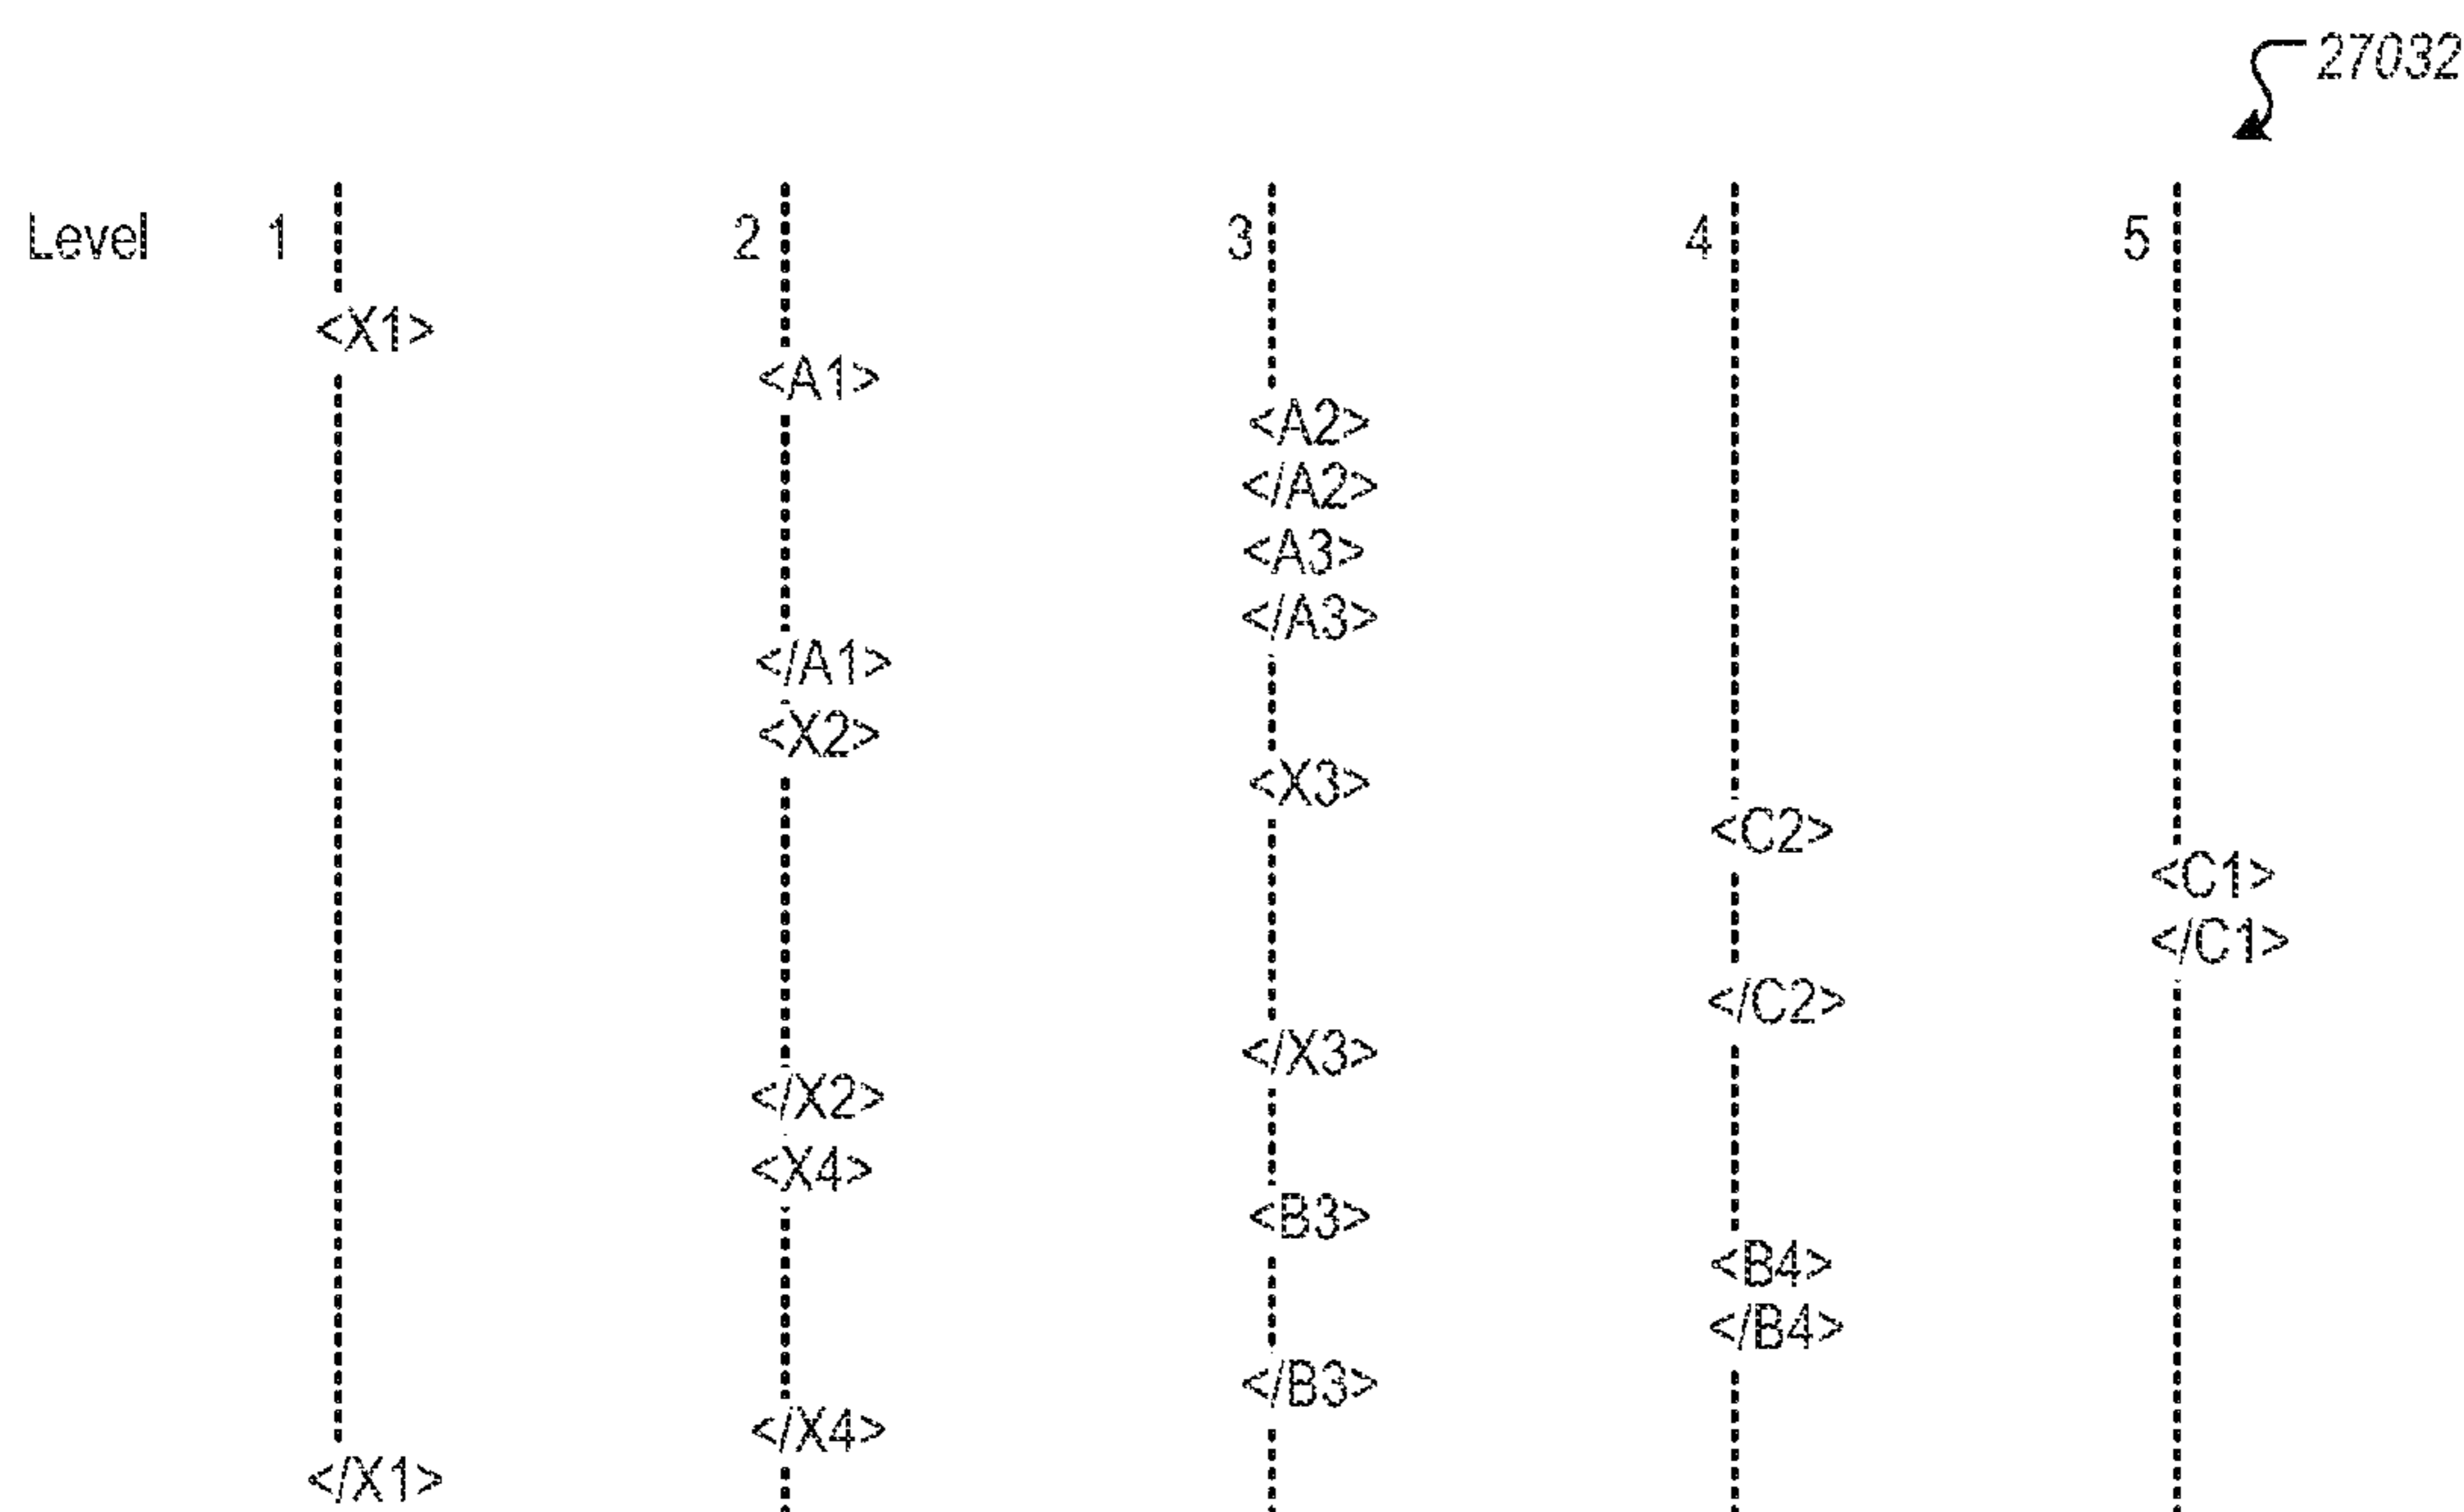 27032
Level 1 2 3 4 5
<X1>
<A1>
<A2>
</A2>
<A3>
</A3>
</A1>
<X2>
<X3>
<C2>
<C1>
</C1>
</C2>
</X3>
</X2>
<X4>
<B3>
<B4>
</B4>
</B3>
</X4>
</X1>